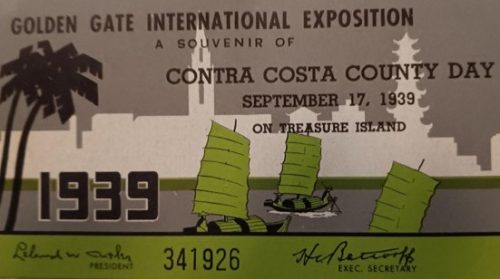 GOLDEN GATE INTERNATIONAL EXPOSITION
A SOUVENIR OF
CONTRA COSTA COUNTY DAY
SEPTEMBER 17, 1939
ON TREASURE ISLAND
1939
PRESIDENT
341926
EXEC. SECRETARY